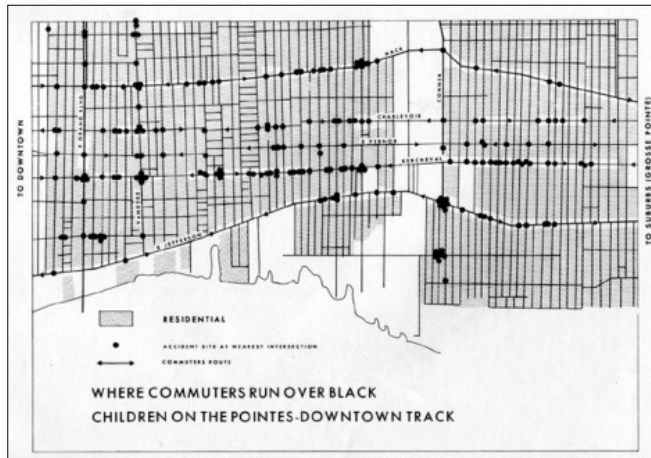 MACK
CONNER
E GRAND BLVD
CHARLEVOIX
E VERNOR
KERCHEVAL
VANDYKE
E JEFFERSON
TO DOWNTOWN
TO SUBURBS (GROSSE POINTE)
RESIDENTIAL
ACCIDENT SITE AT NEAREST INTERSECTION
COMMUTERS ROUTE
WHERE COMMUTERS RUN OVER BLACK
CHILDREN ON THE POINTES-DOWNTOWN TRACK